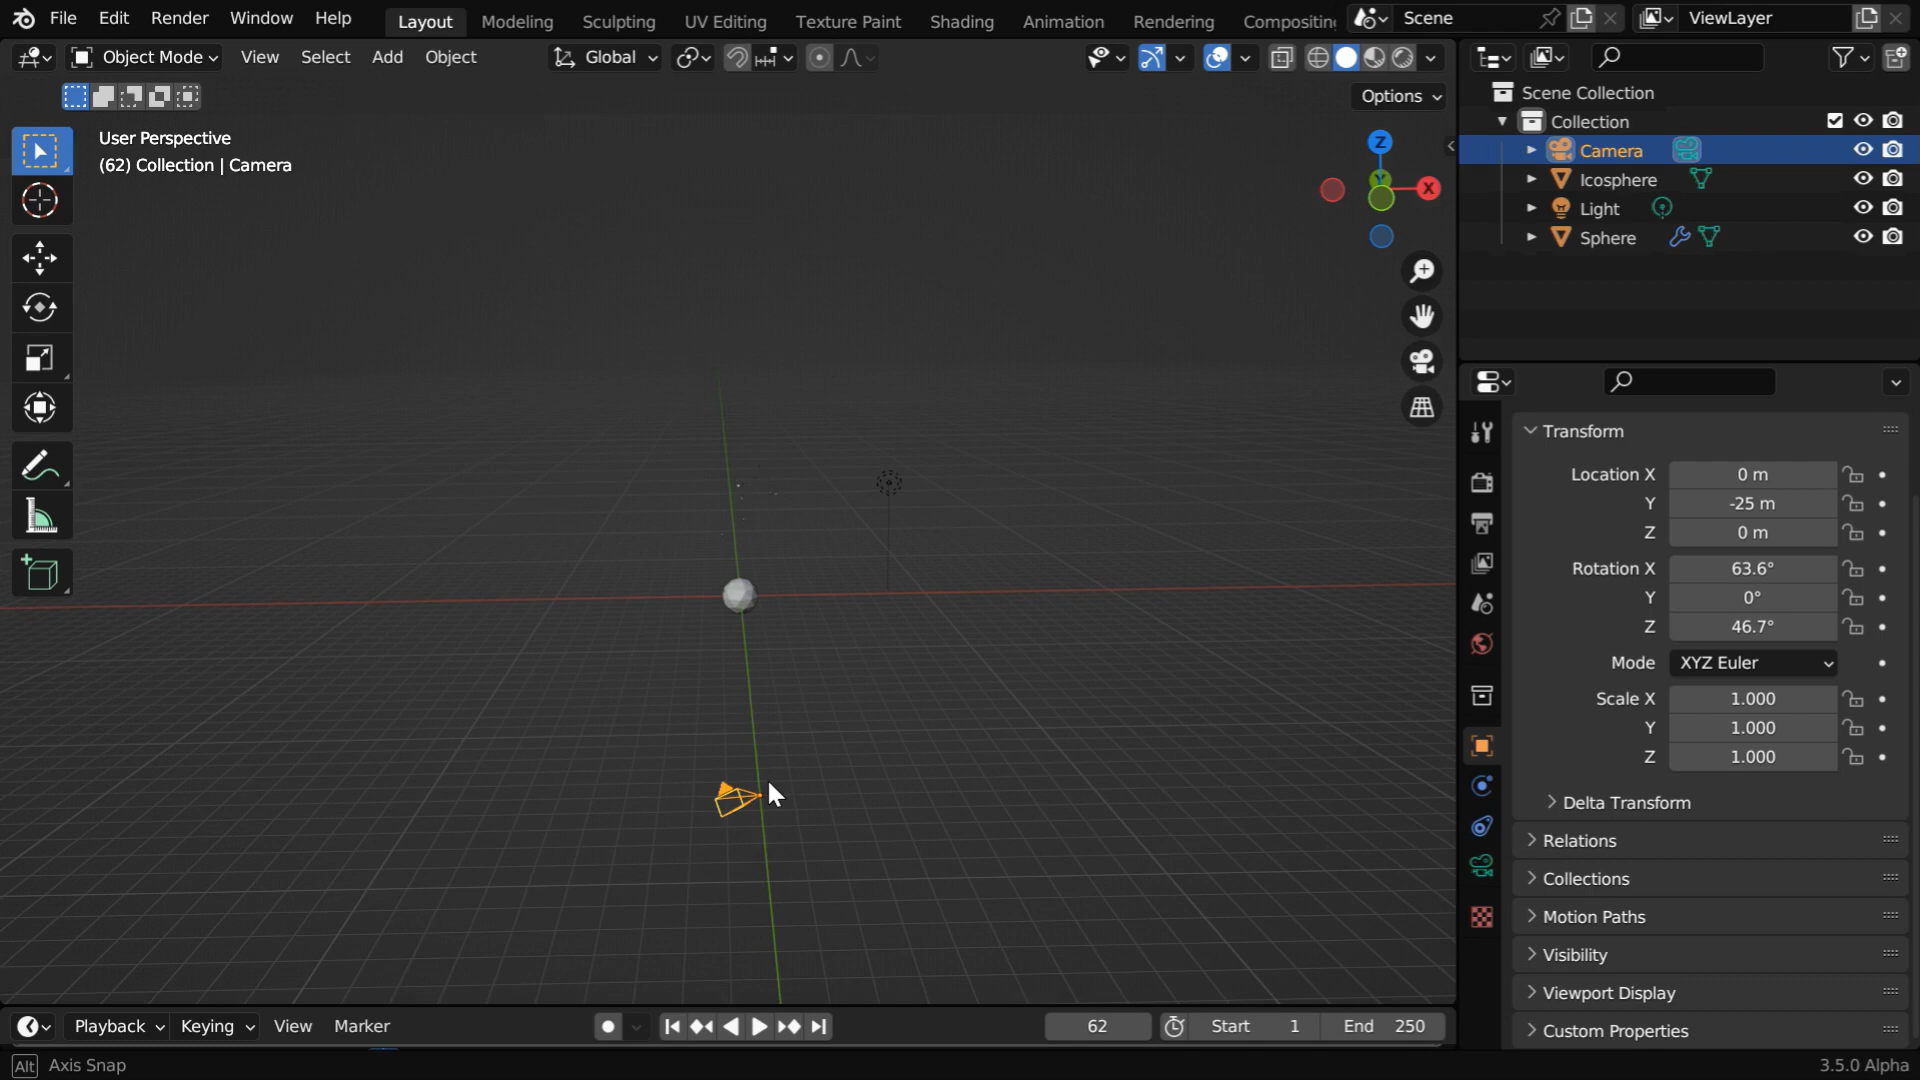 File Edit Render Window Help Layout Modeling Sculpting UV Editing Texture Paint Shading Animation Rendering Compositing Scene ViewLayer
Object Mode View Select Add Object Global
Options
User Perspective
(62) Collection | Camera
Z
Y
X
Scene Collection
Collection
Camera
Icosphere
Light
Sphere
Transform
Location X 0 m
Y -25 m
Z 0 m
Rotation X 63.6°
Y 0°
Z 46.7°
Mode XYZ Euler
Scale X 1.000
Y 1.000
Z 1.000
Delta Transform
Relations
Collections
Motion Paths
Visibility
Viewport Display
Custom Properties
Playback Keying View Marker 62 Start 1 End 250
Alt Axis Snap 3.5.0 Alpha